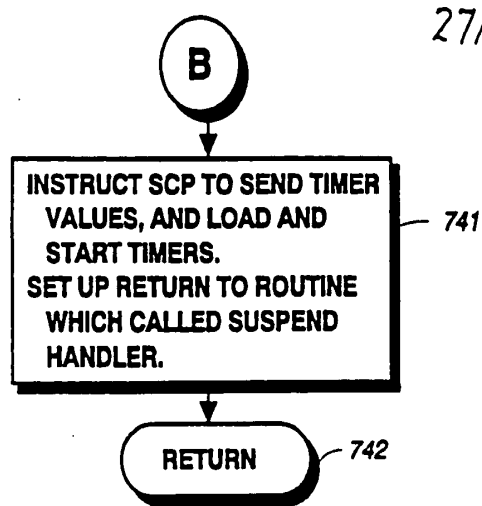 27/
B
INSTRUCT SCP TO SEND TIMER
VALUES, AND LOAD AND
START TIMERS.
SET UP RETURN TO ROUTINE
WHICH CALLED SUSPEND
HANDLER.
741
RETURN
742